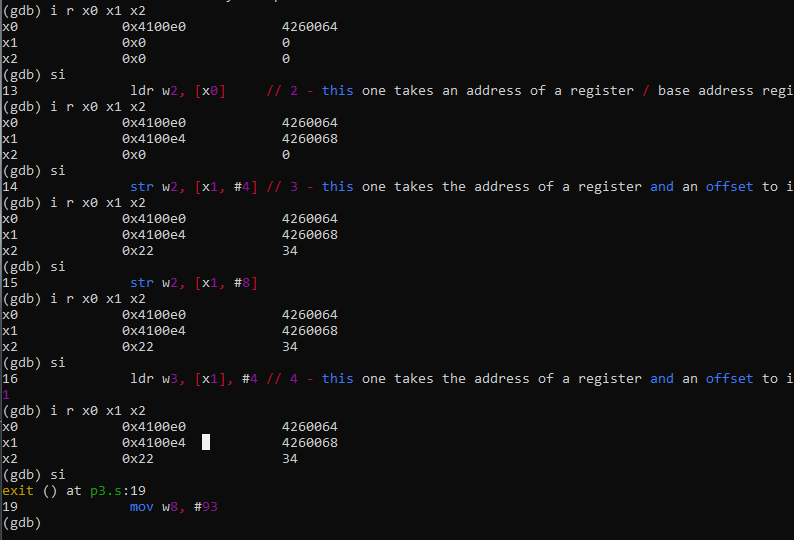 (gdb) i r x0 x1 x2
x0 0x4100e0 4260064
x1 0x0 0
x2 0x0 0
(gdb) si
13 ldr w2, [x0] // 2 - this one takes an address of a register / base address regi
(gdb) i r x0 x1 x2
x0 0x4100e0 4260064
x1 0x4100e4 4260068
x2 0x0 0
(gdb) si
14 str w2, [x1, #4] // 3 - this one takes the address of a register and an offset to i
(gdb) i r x0 x1 x2
x0 0x4100e0 4260064
x1 0x4100e4 4260068
x2 0x22 34
(gdb) si
15 str w2, [x1, #8]
(gdb) i r x0 x1 x2
x0 0x4100e0 4260064
x1 0x4100e4 4260068
x2 0x22 34
(gdb) si
16 ldr w3, [x1], #4 // 4 - this one takes the address of a register and an offset to i
1
(gdb) i r x0 x1 x2
x0 0x4100e0 4260064
x1 0x4100e4 4260068
x2 0x22 34
(gdb) si
exit () at p3.s:19
19 mov w8, #93
(gdb)